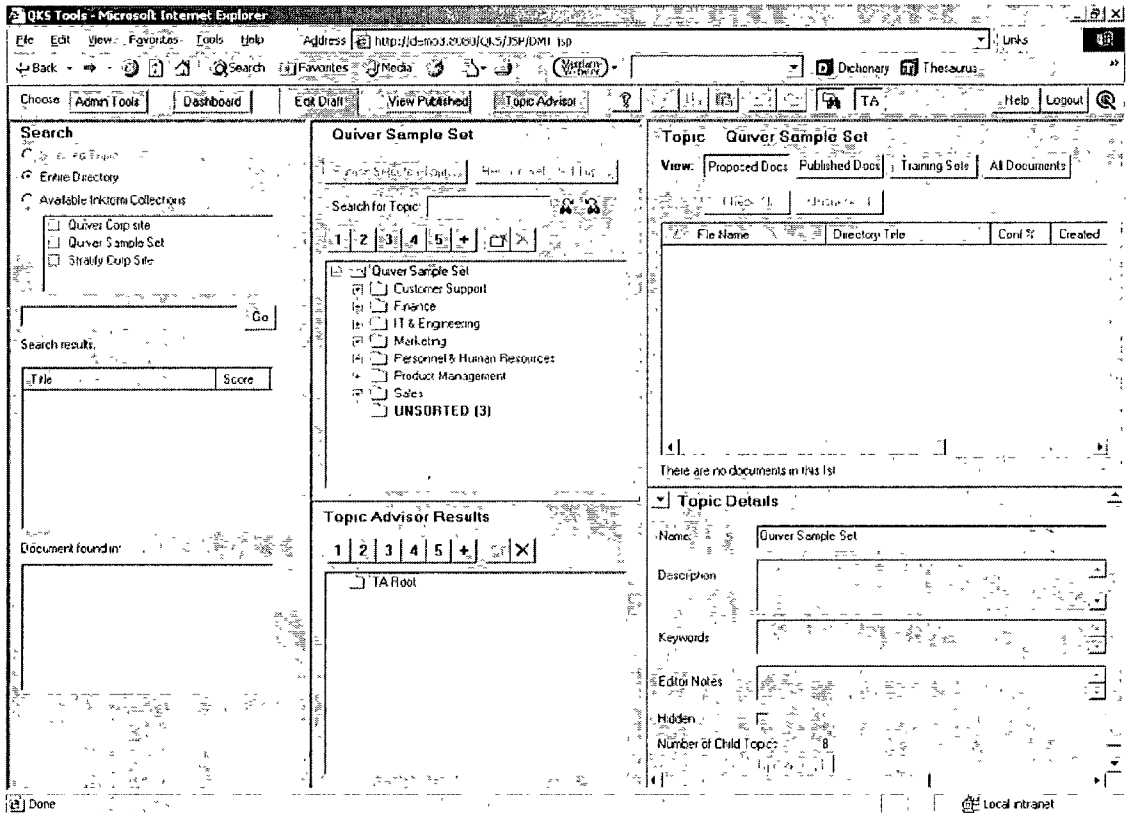 QKS Tools - Microsoft Internet Explorer
File Edit View Favorites Tools Help
Address http://demo3.8080/QKS/JSP/DMT.jsp
Links
Back Search Favorites Media
Dictionary Thesaurus
Choose Admin Tools Dashboard Edit Draft View Published Topic Advisor TA Help Logout
Search
Entire Directory
Available Inktomi Collections
Quiver Corp site
Quiver Sample Set
Stratify Corp Site
Go
Search results:
Title Score
Document found in:
Quiver Sample Set
Search for Topic:
1 2 3 4 5 +
Quiver Sample Set
Customer Support
Finance
IT & Engineering
Marketing
Personnel & Human Resources
Product Management
Sales
UNSORTED (3)
Topic Advisor Results
1 2 3 4 5 +
TA Root
Topic Quiver Sample Set
View: Proposed Docs Published Docs Training Sets All Documents
File Name Directory Title Conf % Created
There are no documents in this list
Topic Details
Name: Quiver Sample Set
Description
Keywords
Editor Notes
Hidden
Number of Child Topics 8
Done
Local intranet